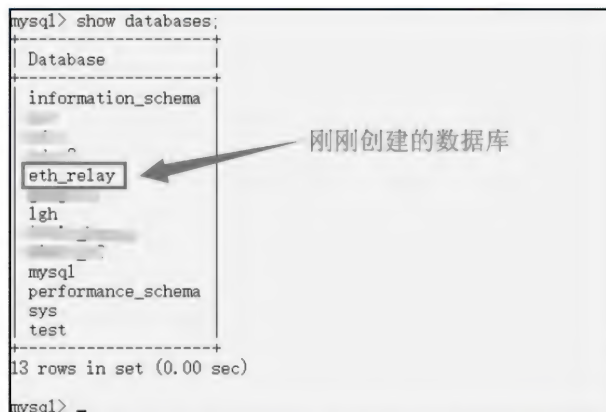 mysql> show databases;
+--------------------+
| Database           |
+--------------------+
| information_schema |
eth_relay
刚刚创建的数据库
lgh
mysql
performance_schema
sys
test
+--------------------+
13 rows in set (0.00 sec)
mysql> _